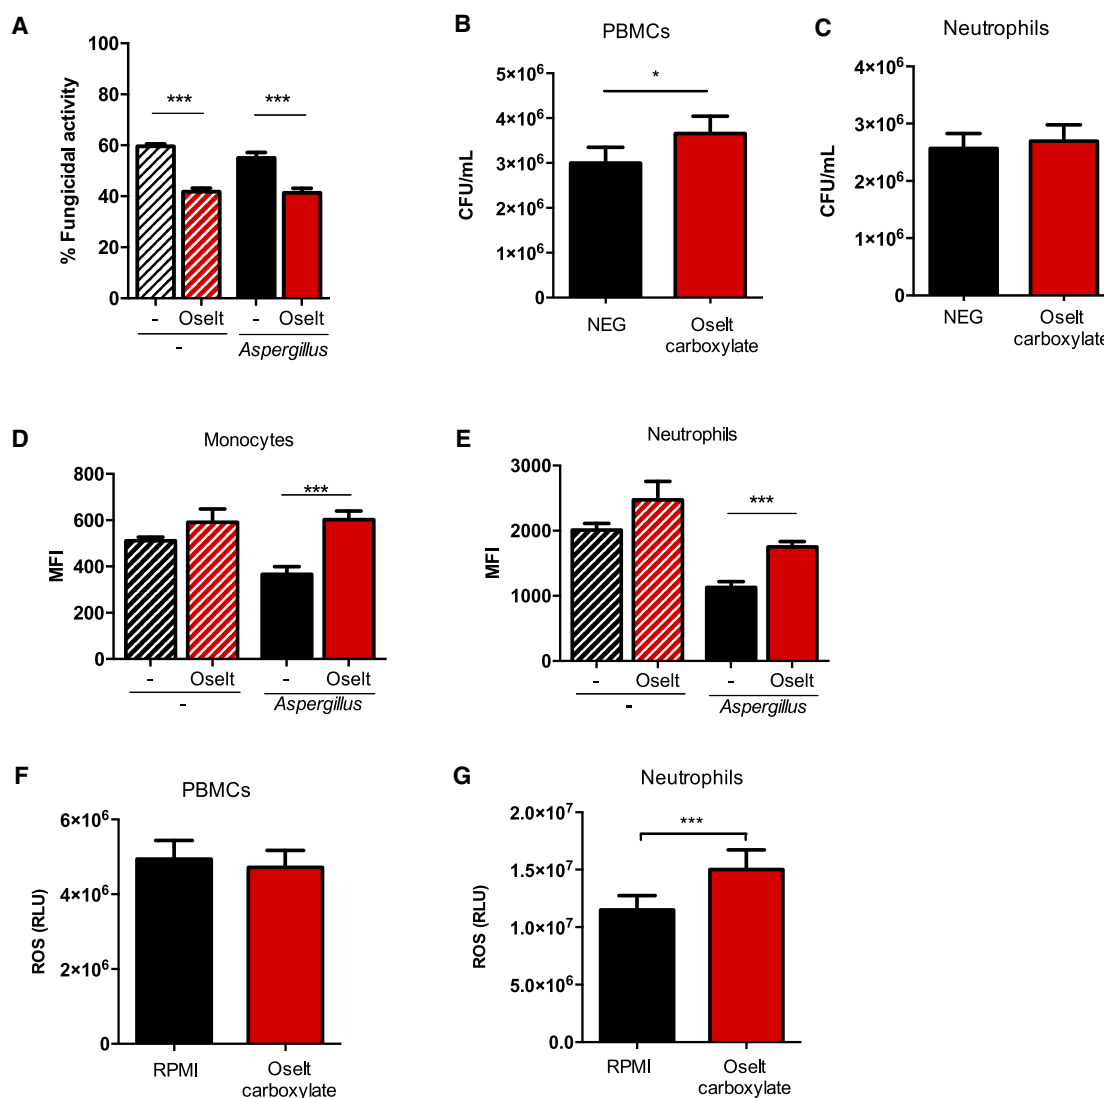 A
% Fungicidal activity
100
80
60
40
20
0
***
***
- Oselt - Oselt
- Aspergillus
B
PBMCs
CFU/mL
5×10⁶
4×10⁶
3×10⁶
2×10⁶
1×10⁶
0
*
NEG Oselt
carboxylate
C
Neutrophils
CFU/mL
4×10⁶
3×10⁶
2×10⁶
1×10⁶
0
NEG Oselt
carboxylate
D
Monocytes
MFI
800
600
400
200
0
***
- Oselt - Oselt
- Aspergillus
E
Neutrophils
MFI
3000
2000
1000
0
***
- Oselt - Oselt
- Aspergillus
F
PBMCs
ROS (RLU)
6×10⁶
4×10⁶
2×10⁶
0
RPMI Oselt
carboxylate
G
Neutrophils
ROS (RLU)
2.0×10⁷
1.5×10⁷
1.0×10⁷
5.0×10⁶
0.0
***
RPMI Oselt
carboxylate